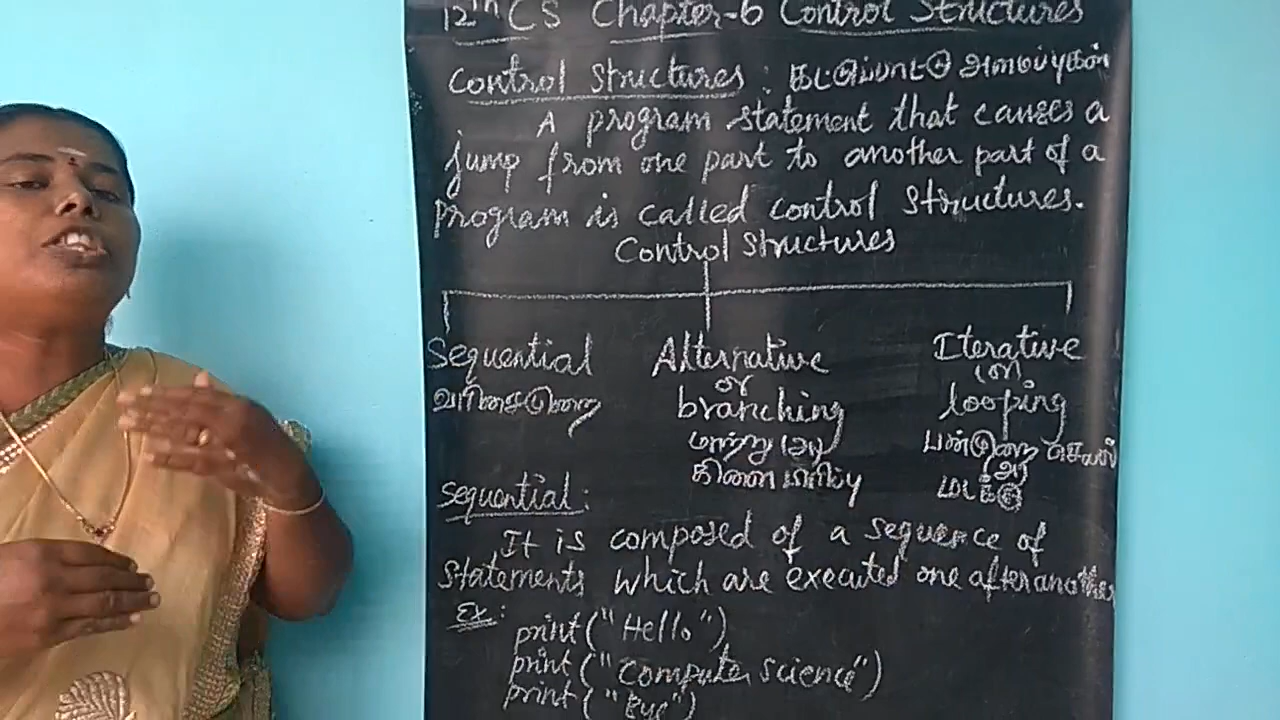 12th CS Chapter-6 Control Structures
Control Structures : கட்டுப்பாட்டு அமைப்புகள்
A program statement that causes a
jump from one part to another part of a
program is called control structures.
Control Structures
Sequential Alternative Iterative
or (or)
வரிசைமுறை branching looping
மாற்று (அ) பன்முறை செயல்
கிளை பிரிப்பு (அ)
மடக்கு
Sequential:
It is composed of a sequence of
statements which are executed one after another
Ex:
print("Hello")
print("Computer Science")
print("Bye")